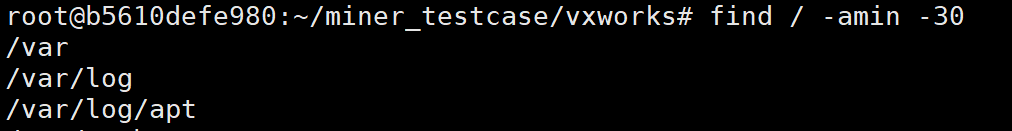 root@b5610defe980:~/miner_testcase/vxworks# find / -amin -30
/var
/var/log
/var/log/apt